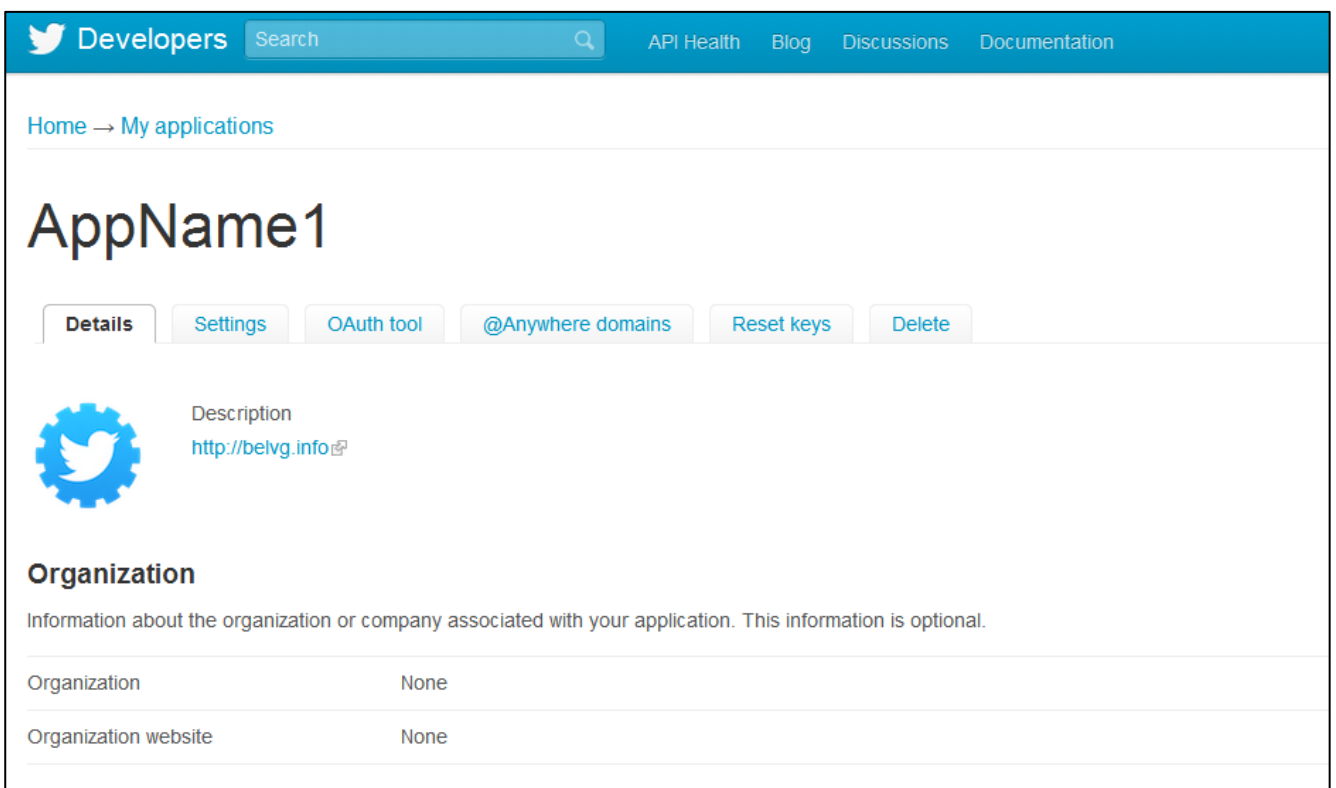 Developers Search API Health Blog Discussions Documentation
Home → My applications
AppName1
Details Settings OAuth tool @Anywhere domains Reset keys Delete
Description
http://belvg.info
Organization
Information about the organization or company associated with your application. This information is optional.
Organization None
Organization website None